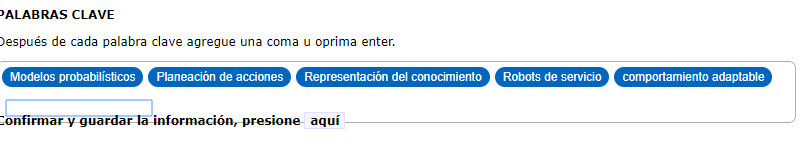 PALABRAS CLAVE
Después de cada palabra clave agregue una coma u oprima enter.
Modelos probabilísticos Planeación de acciones Representación del conocimiento Robots de servicio comportamiento adaptable
Confirmar y guardar la información, presione aquí